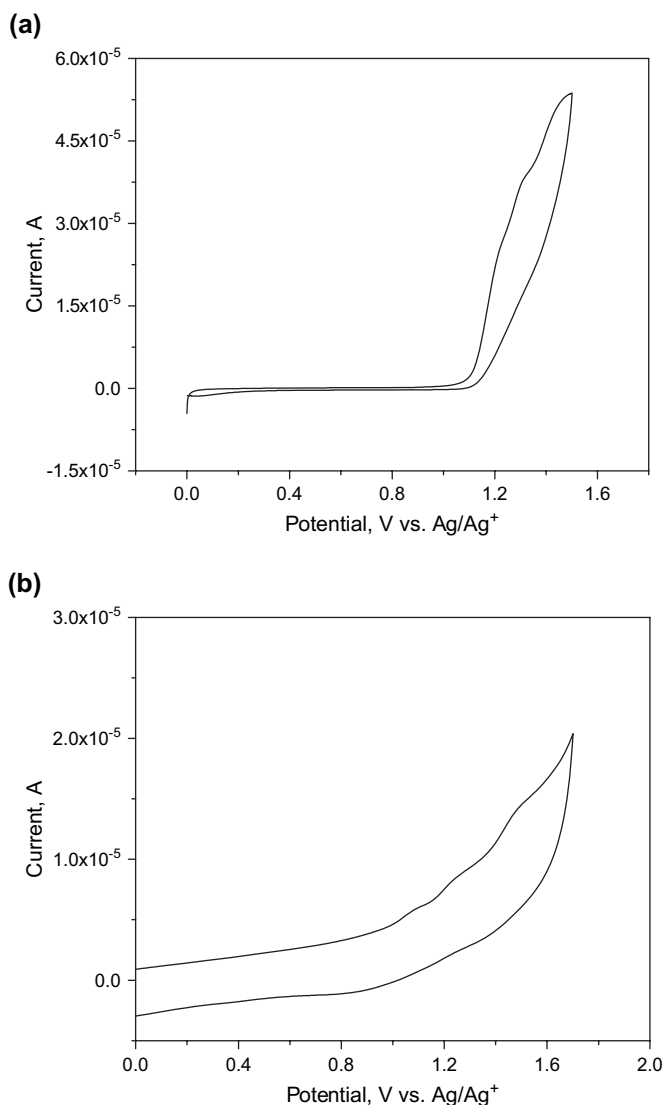 (a)
6.0x10⁻⁵
4.5x10⁻⁵
3.0x10⁻⁵
1.5x10⁻⁵
0.0
-1.5x10⁻⁵
Current, A
0.0 0.4 0.8 1.2 1.6
Potential, V vs. Ag/Ag⁺
(b)
3.0x10⁻⁵
2.0x10⁻⁵
1.0x10⁻⁵
0.0
Current, A
0.0 0.4 0.8 1.2 1.6 2.0
Potential, V vs. Ag/Ag⁺